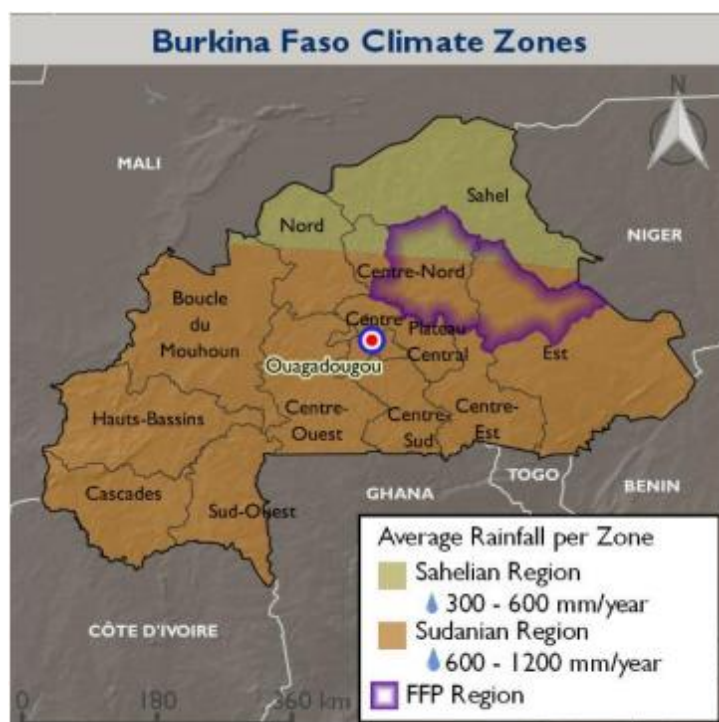 Burkina Faso Climate Zones
N
MALI
Sahel
Nord
NIGER
Centre-Nord
Boucle
du
Mouhoun
Centre
Plateau
Central
Est
Ouagadougou
Hauts-Bassins
Centre-
Ouest
Centre-
Sud
Centre-
Est
TOGO
BENIN
Cascades
Sud-Ouest
GHANA
CÔTE D'IVOIRE
Average Rainfall per Zone
Sahelian Region
300 - 600 mm/year
Sudanian Region
600 - 1200 mm/year
FFP Region
0 180 360 km